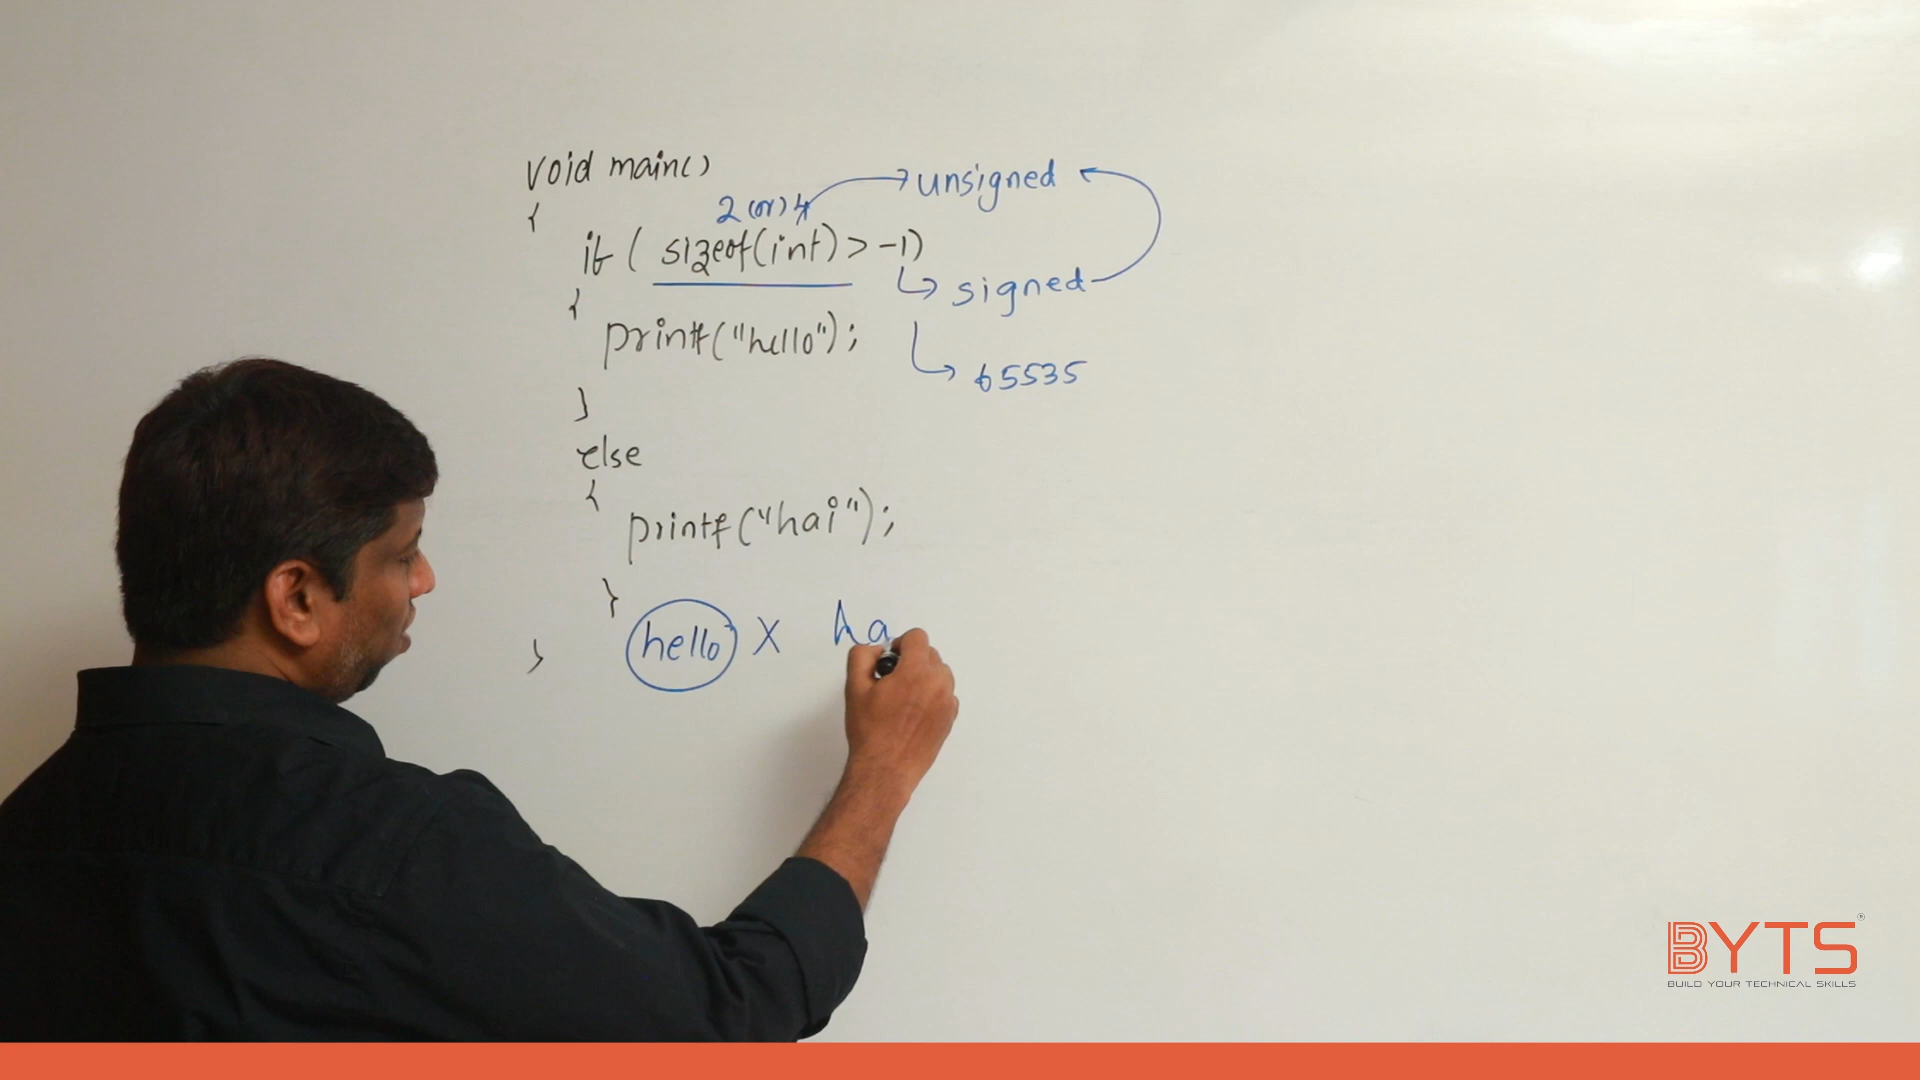 void main()
{
2 (or) 4 → unsigned
if ( sizeof(int) > -1)
→ signed
{
printf("hello");
→ 65535
}
else
{
printf("hai");
}
hello X ha
}
BYTS®
BUILD YOUR TECHNICAL SKILLS